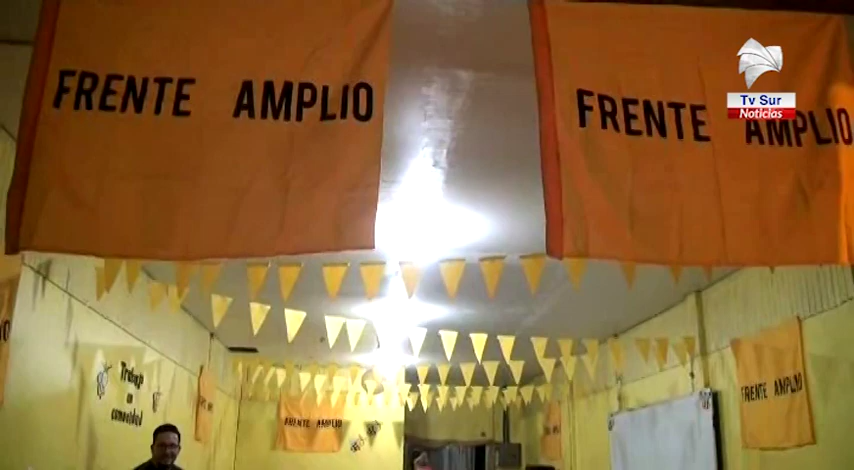 FRENTE AMPLIO
FRENTE AMPLIO
Tv Sur
Noticias
Trabajo
en
comunidad
FRENTE AMPLIO
FRENTE AMPLIO